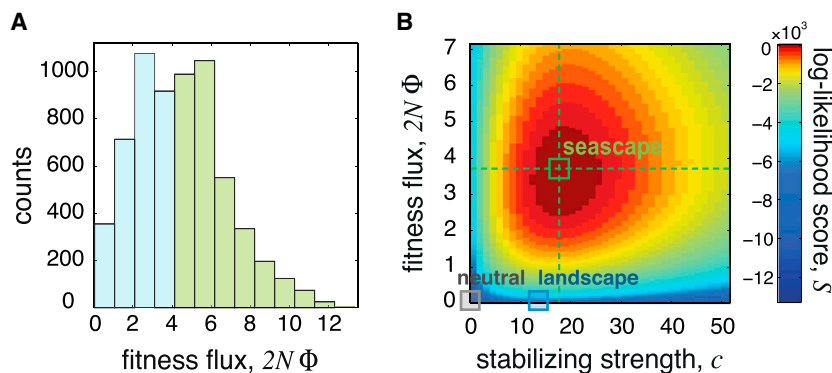 A
1000
800
600
400
200
0
counts
0 2 4 6 8 10 12
fitness flux, 2N Φ
B
7
6
5
4
3
2
1
0
fitness flux, 2N Φ
seascape
neutral landscape
0 10 20 30 40 50
stabilizing strength, c
×10³
0
−2
−4
−6
−8
−10
−12
log-likelihood score, S